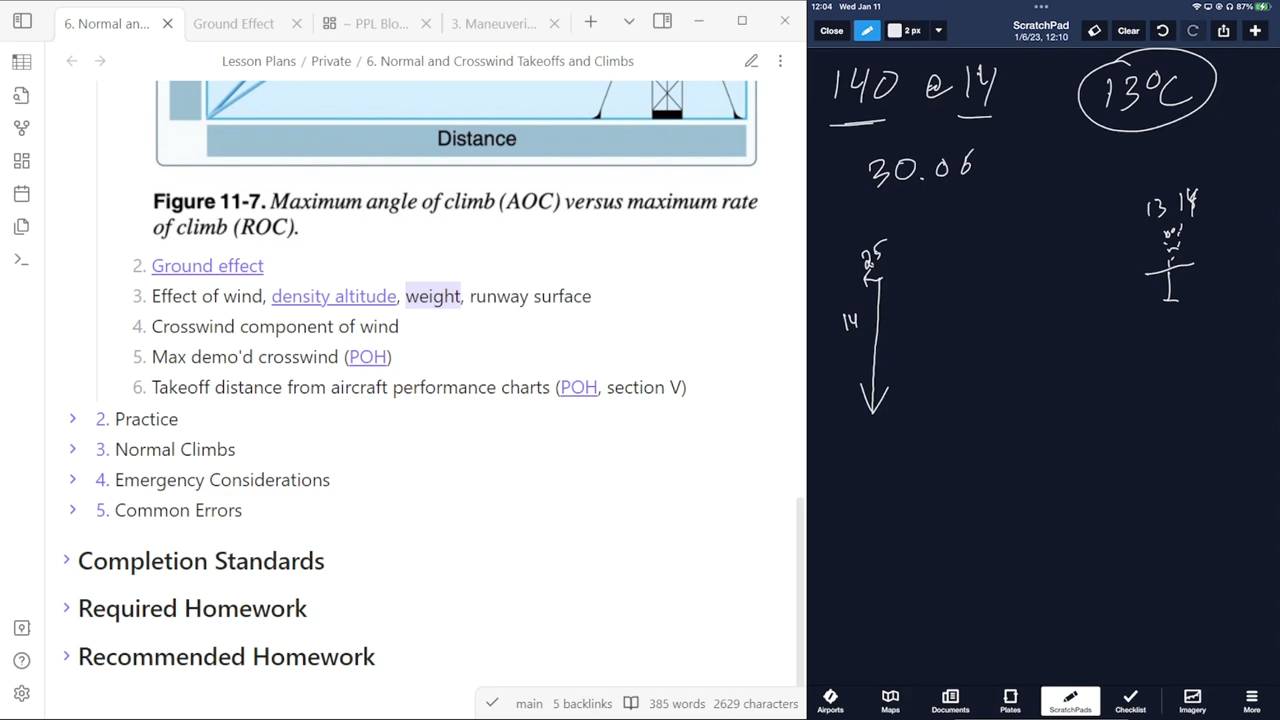 6. Normal an...
Ground Effect
– PPL Blo...
3. Maneuveri...
Lesson Plans / Private / 6. Normal and Crosswind Takeoffs and Climbs
Distance
Figure 11-7. Maximum angle of climb (AOC) versus maximum rate
of climb (ROC).
2. Ground effect
3. Effect of wind, density altitude, weight, runway surface
4. Crosswind component of wind
5. Max demo'd crosswind (POH)
6. Takeoff distance from aircraft performance charts (POH, section V)
2. Practice
3. Normal Climbs
4. Emergency Considerations
5. Common Errors
Completion Standards
Required Homework
Recommended Homework
main 5 backlinks 385 words 2629 characters
12:04 Wed Jan 11
87%
Close
2 px
ScratchPad
1/6/23, 12:10
Clear
140 @ 14 13°C
30.06
13 14
25
14
Airports
Maps
Documents
Plates
ScratchPads
Checklist
Imagery
More